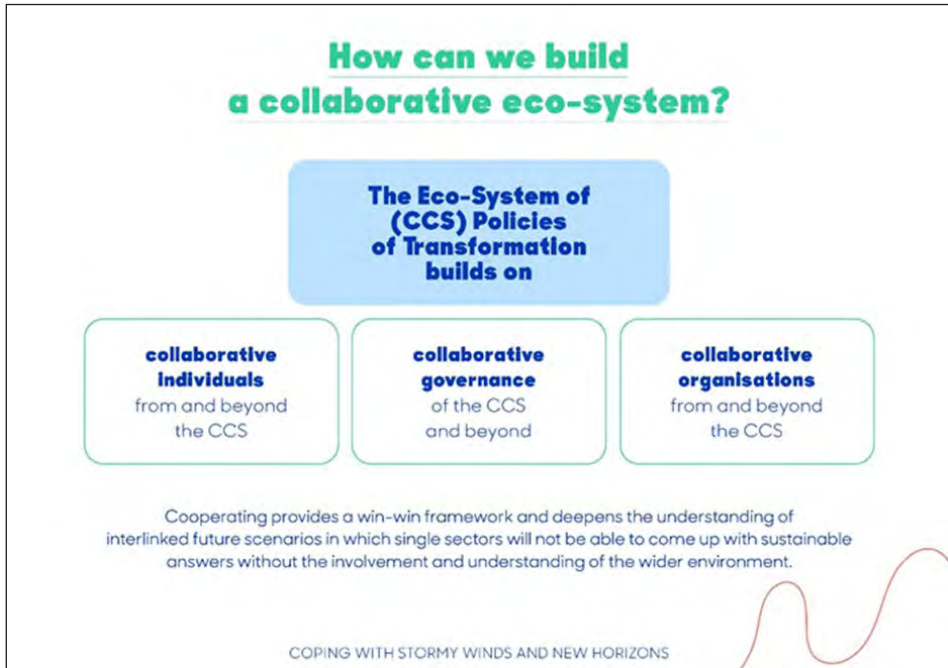 How can we build
a collaborative eco-system?
The Eco-System of
(CCS) Policies
of Transformation
builds on
collaborative
individuals
from and beyond
the CCS
collaborative
governance
of the CCS
and beyond
collaborative
organisations
from and beyond
the CCS
Cooperating provides a win-win framework and deepens the understanding of
interlinked future scenarios in which single sectors will not be able to come up with sustainable
answers without the involvement and understanding of the wider environment.
COPING WITH STORMY WINDS AND NEW HORIZONS